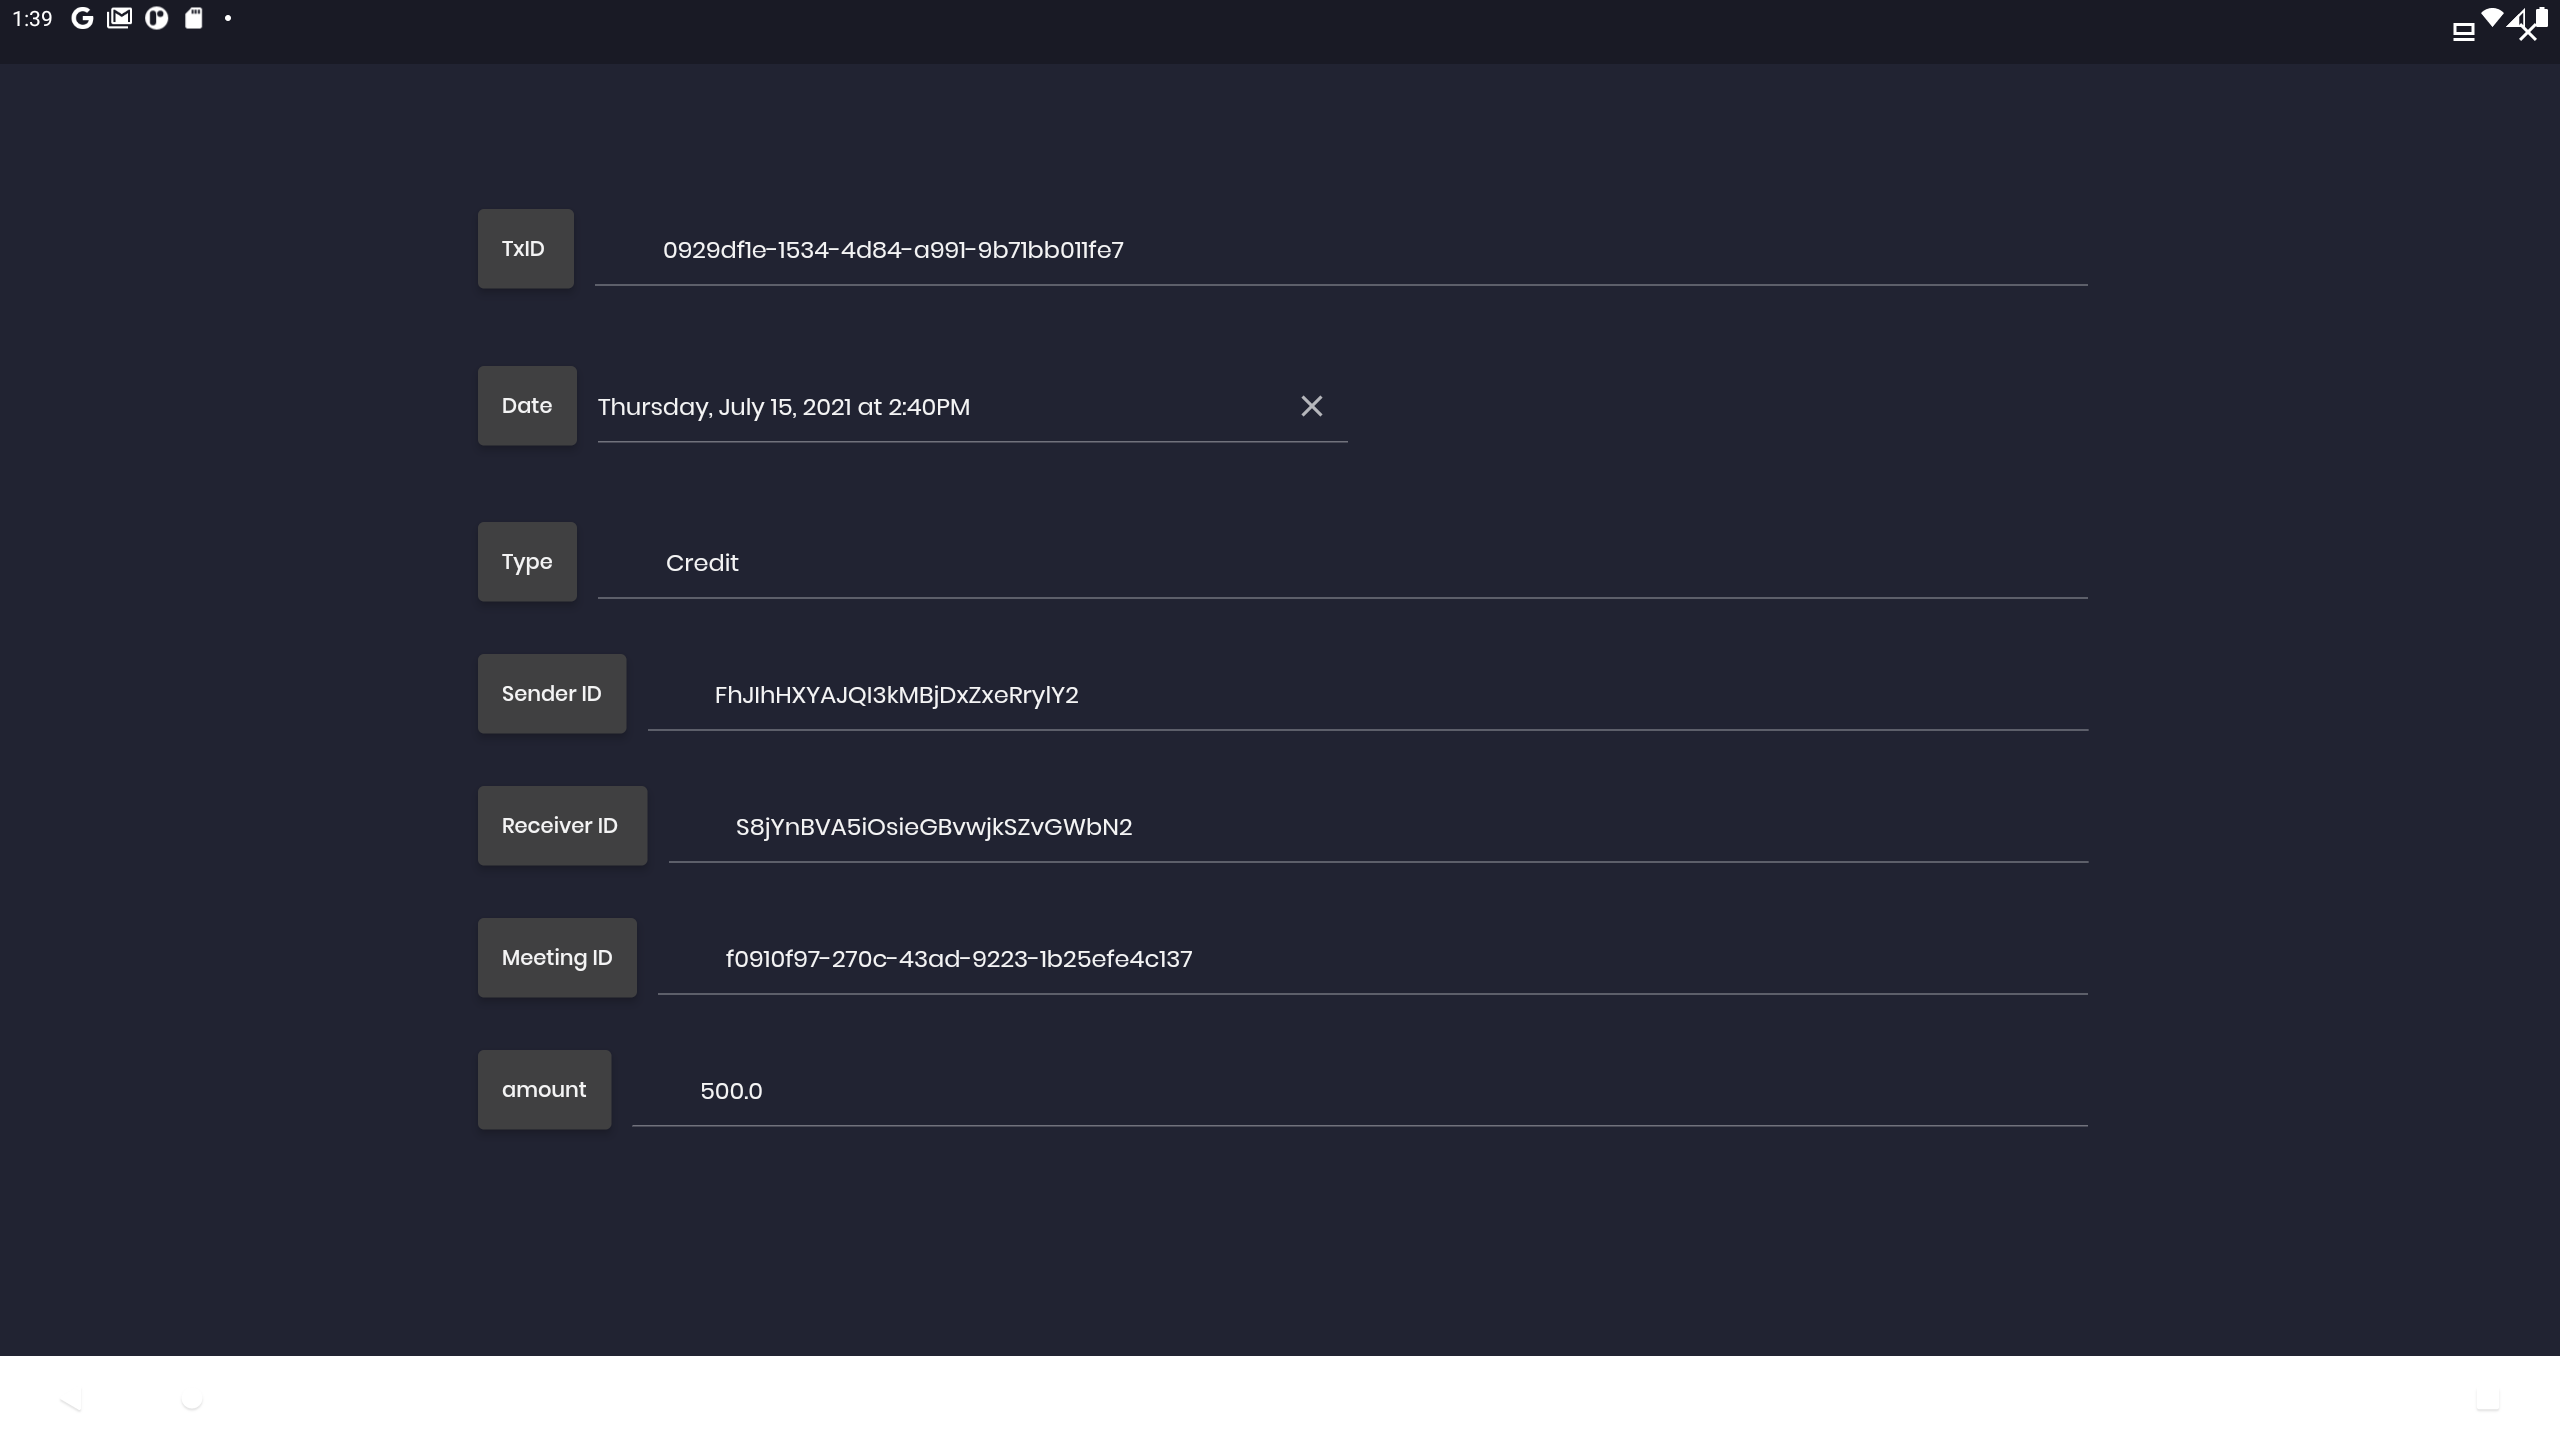 1:39
TxID
0929df1e-1534-4d84-a991-9b71bb011fe7
Date
Thursday, July 15, 2021 at 2:40PM
Type
Credit
Sender ID
FhJIhHXYAJQI3kMBjDxZxeRrylY2
Receiver ID
S8jYnBVA5iOsieGBvwjkSZvGWbN2
Meeting ID
f0910f97-270c-43ad-9223-1b25efe4c137
amount
500.0